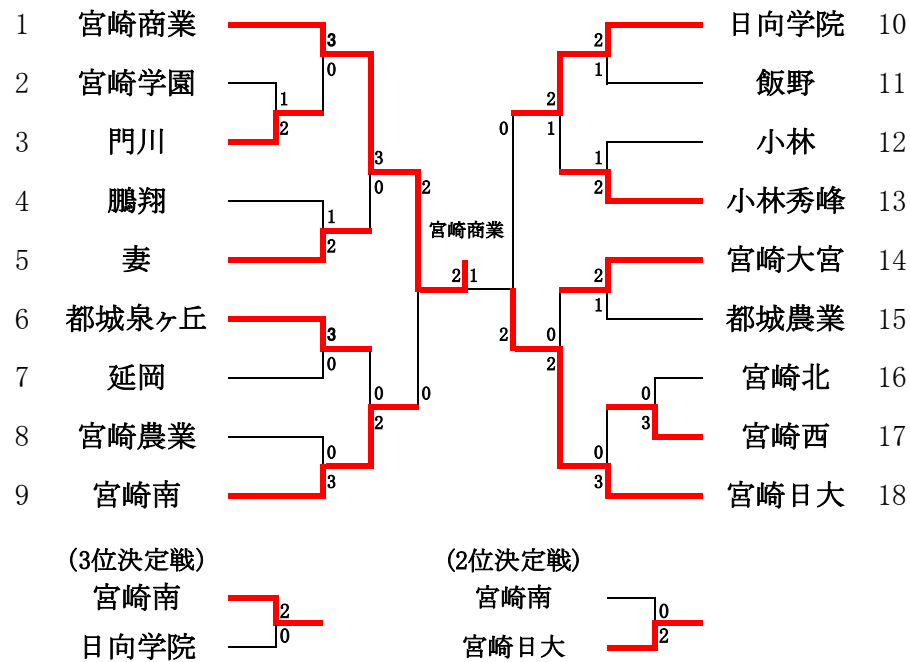 1 宮崎商業
2 宮崎学園
3 門川
4 鵬翔
5 妻
6 都城泉ヶ丘
7 延岡
8 宮崎農業
9 宮崎南
3
0
1
2
3
0
1
2
2
3
0
0
2
0
0
3
宮崎商業
2 1
日向学院 10
飯野 11
小林 12
小林秀峰 13
宮崎大宮 14
都城農業 15
宮崎北 16
宮崎西 17
宮崎日大 18
2
1
2
0
1
1
2
2
1
2
0
2
0
3
0
3
(3位決定戦)
宮崎南
2
0
日向学院
(2位決定戦)
宮崎南
0
2
宮崎日大